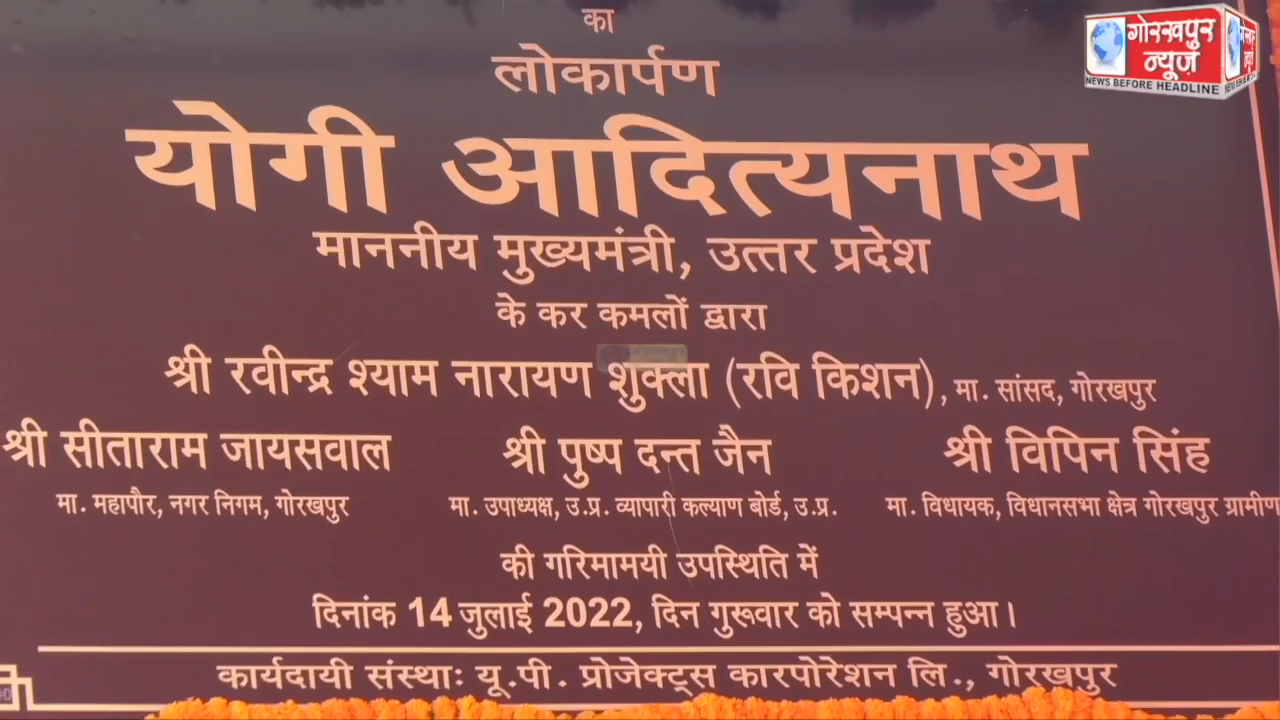 का
लोकार्पण
योगी आदित्यनाथ
माननीय मुख्यमंत्री, उत्तर प्रदेश
के कर कमलों द्वारा
श्री रवीन्द्र श्याम नारायण शुक्ला (रवि किशन), मा. सांसद, गोरखपुर
श्री सीताराम जायसवाल श्री पुष्प दन्त जैन श्री विपिन सिंह
मा. महापौर, नगर निगम, गोरखपुर मा. उपाध्यक्ष, उ.प्र. व्यापारी कल्याण बोर्ड, उ.प्र. मा. विधायक, विधानसभा क्षेत्र गोरखपुर ग्रामीण
की गरिमामयी उपस्थिति में
दिनांक 14 जुलाई 2022, दिन गुरूवार को सम्पन्न हुआ।
कार्यदायी संस्थाः यू.पी. प्रोजेक्ट्स कारपोरेशन लि., गोरखपुर
गोरखपुर
न्यूज़
NEWS BEFORE HEADLINE